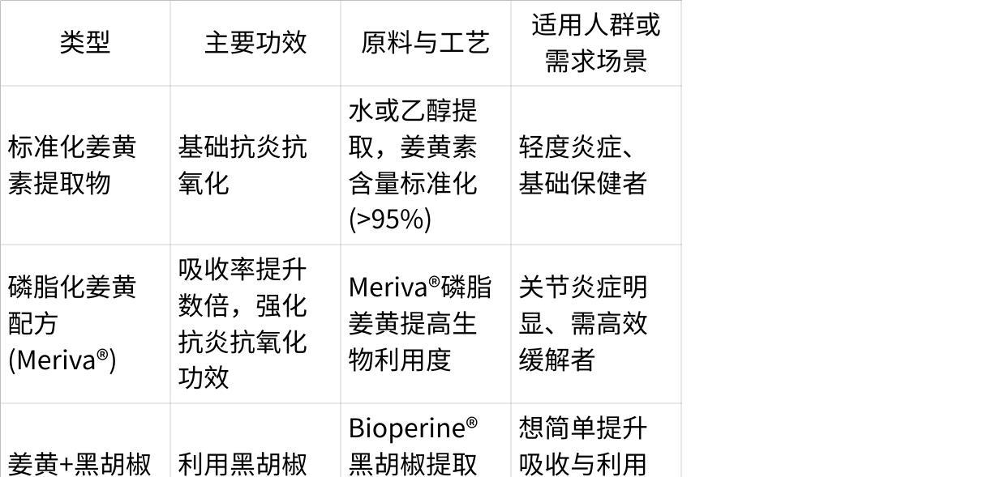 类型
主要功效
原料与工艺
适用人群或
需求场景
标准化姜黄
素提取物
基础抗炎抗
氧化
水或乙醇提
取，姜黄素
含量标准化
(>95%)
轻度炎症、
基础保健者
磷脂化姜黄
配方
(Meriva®)
吸收率提升
数倍，强化
抗炎抗氧化
功效
Meriva®磷脂
姜黄提高生
物利用度
关节炎症明
显、需高效
缓解者
姜黄+黑胡椒
利用黑胡椒
Bioperine®
黑胡椒提取
想简单提升
吸收与利用